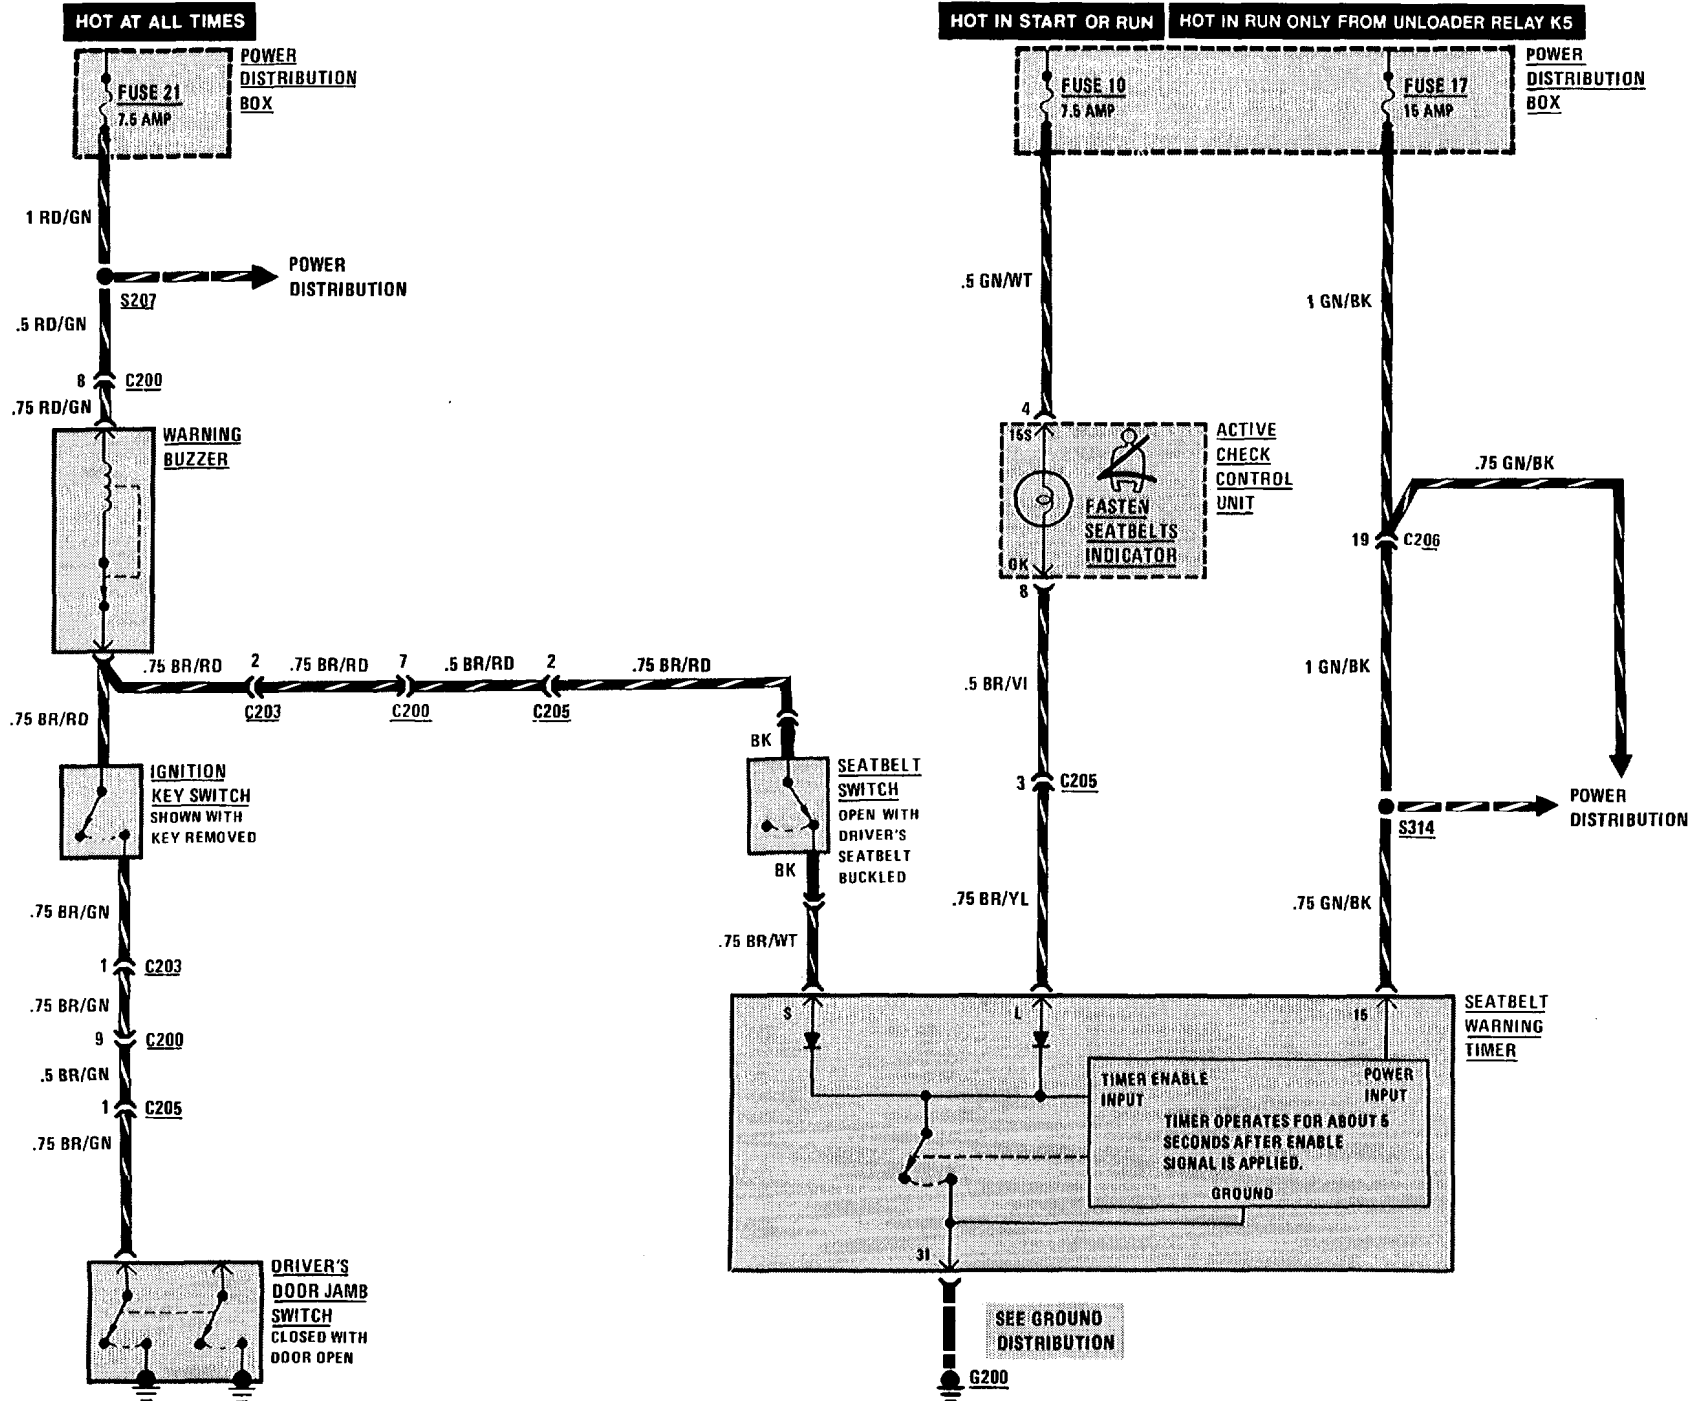 HOT AT ALL TIMES
HOT IN START OR RUN
HOT IN RUN ONLY FROM UNLOADER RELAY K5
POWER
DISTRIBUTION
BOX
FUSE 21
7.5 AMP
FUSE 10
7.5 AMP
FUSE 17
15 AMP
POWER
DISTRIBUTION
BOX
1 RD/GN
POWER
DISTRIBUTION
S207
.5 RD/GN
8
C200
.75 RD/GN
WARNING
BUZZER
.5 GN/WT
1 GN/BK
4
15S
FASTEN
SEATBELTS
INDICATOR
GK
8
ACTIVE
CHECK
CONTROL
UNIT
.75 GN/BK
19
C206
.75 BR/RD
2
C203
.75 BR/RD
7
C200
.5 BR/RD
2
C205
.75 BR/RD
.75 BR/RD
.5 BR/VI
1 GN/BK
BK
IGNITION
KEY SWITCH
SHOWN WITH
KEY REMOVED
SEATBELT
SWITCH
OPEN WITH
DRIVER'S
SEATBELT
BUCKLED
BK
3
C205
S314
POWER
DISTRIBUTION
.75 BR/GN
.75 BR/WT
.75 BR/YL
.75 GN/BK
1
C203
.75 BR/GN
9
C200
.5 BR/GN
1
C205
.75 BR/GN
S
L
15
SEATBELT
WARNING
TIMER
TIMER ENABLE
INPUT
POWER
INPUT
TIMER OPERATES FOR ABOUT 6
SECONDS AFTER ENABLE
SIGNAL IS APPLIED.
GROUND
31
DRIVER'S
DOOR JAMB
SWITCH
CLOSED WITH
DOOR OPEN
SEE GROUND
DISTRIBUTION
G200